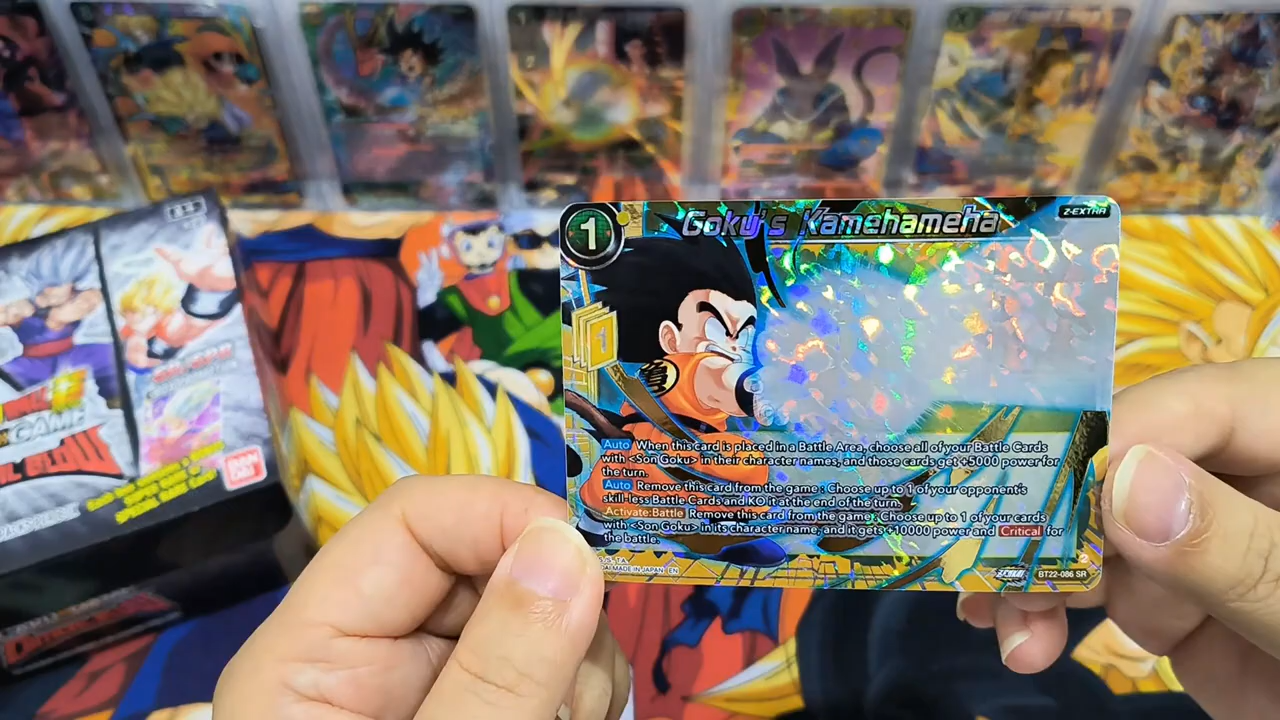 1
Goku's Kamehameha
Z-EXTRA
1
Auto When this card is placed in a Battle Area, choose all of your Battle Cards
with <Son Goku> in their character names, and those cards get +5000 power for
the turn.
Auto Remove this card from the game : Choose up to 1 of your opponent's
skill-less Battle Cards and KO it at the end of the turn.
Activate:Battle Remove this card from the game : Choose up to 1 of your cards
with <Son Goku> in its character name, and it gets +10000 power and Critical for
the battle.
MADE IN JAPAN EN
BT22-086 SR
GAME
BAN
DAI